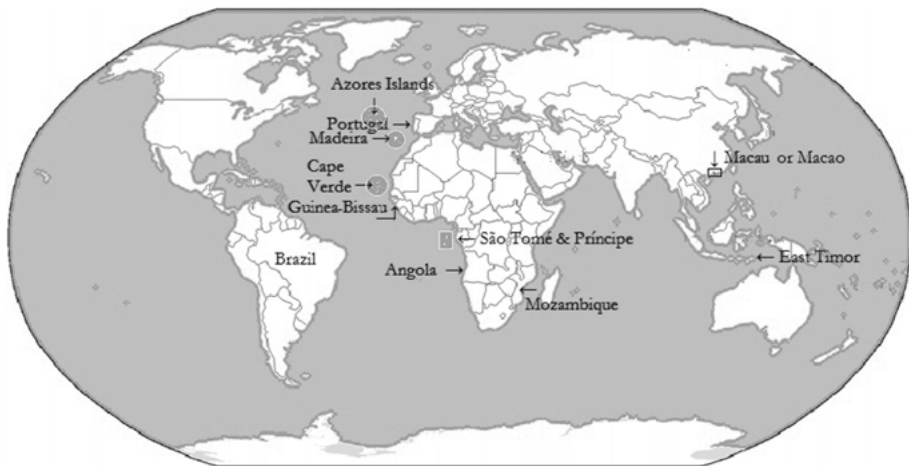 Azores Islands
Portugal
Madeira
Cape
Verde
Guinea-Bissau
Macau or Macao
São Tomé & Príncipe
Brazil
Angola
East Timor
Mozambique